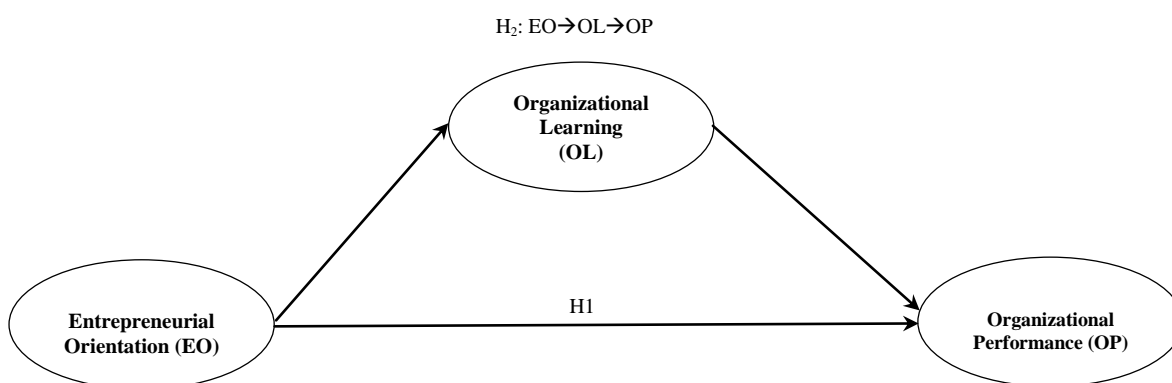 H₂: EO→OL→OP
Organizational
Learning
(OL)
H1
Entrepreneurial
Orientation (EO)
Organizational
Performance (OP)